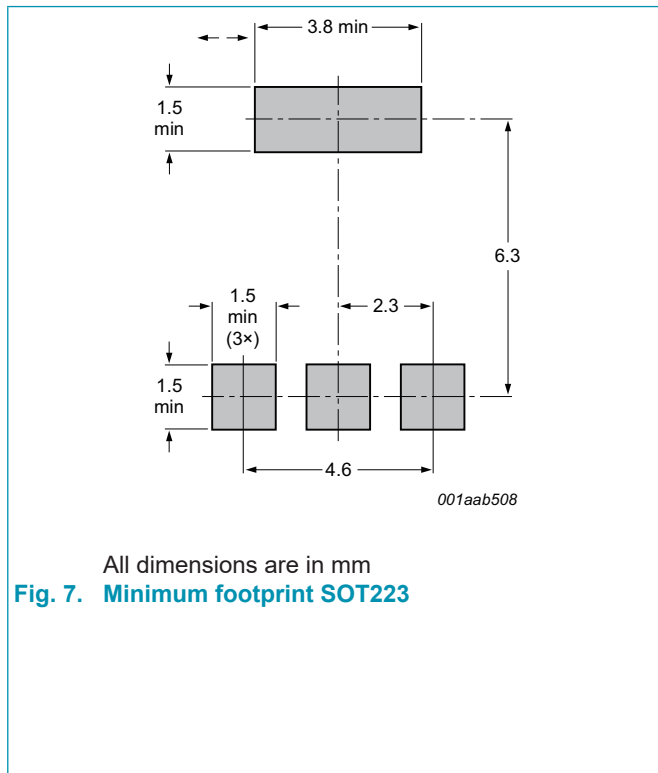 3.8 min
1.5
min
6.3
1.5
min
(3×)
2.3
1.5
min
4.6
001aab508
All dimensions are in mm
Fig. 7. Minimum footprint SOT223